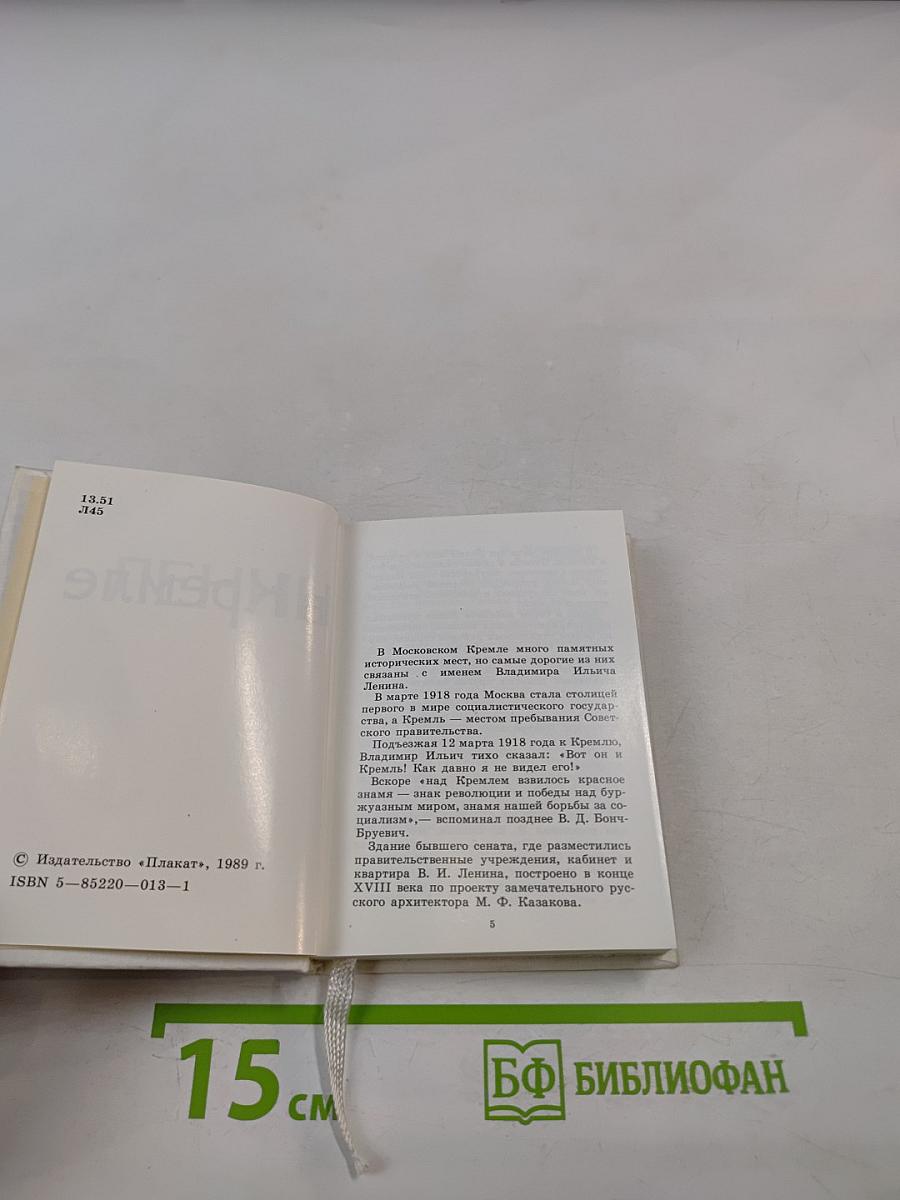 13.51
Л45
© Издательство «Плакат», 1989 г.
ISBN 5—85220—013—1
В Московском Кремле много памятных
исторических мест, но самые дорогие из них
связаны с именем Владимира Ильича
Ленина.
В марте 1918 года Москва стала столицей
первого в мире социалистического государ-
ства, а Кремль — местом пребывания Совет-
ского правительства.
Подъезжая 12 марта 1918 года к Кремлю,
Владимир Ильич тихо сказал: «Вот он и
Кремль! Как давно я не видел его!»
Вскоре «над Кремлем взвилось красное
знамя — знак революции и победы над бур-
жуазным миром, знамя нашей борьбы за со-
циализм»,— вспоминал позднее В. Д. Бонч-
Бруевич.
Здание бывшего сената, где разместились
правительственные учреждения, кабинет и
квартира В. И. Ленина, построено в конце
XVIII века по проекту замечательного рус-
ского архитектора М. Ф. Казакова.
5
15 см
БФ БИБЛИОФАН